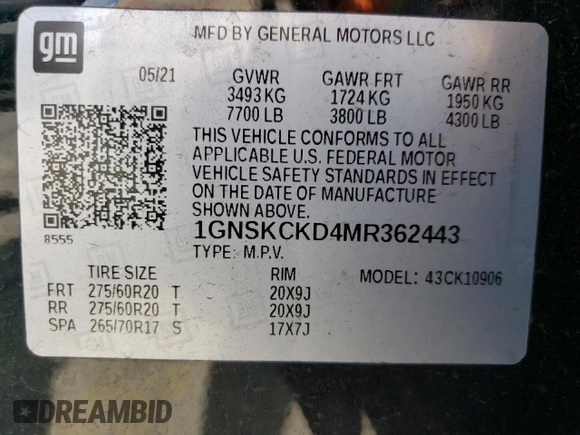 gm
MFD BY GENERAL MOTORS LLC
05/21 GVWR GAWR FRT GAWR RR
3493 KG 1724 KG 1950 KG
7700 LB 3800 LB 4300 LB
THIS VEHICLE CONFORMS TO ALL
APPLICABLE U.S. FEDERAL MOTOR
VEHICLE SAFETY STANDARDS IN EFFECT
ON THE DATE OF MANUFACTURE
SHOWN ABOVE.
8555
1GNSKCKD4MR362443
TYPE: M.P.V.
TIRE SIZE RIM MODEL: 43CK10906
FRT 275/60R20 T 20X9J
RR 275/60R20 T 20X9J
SPA 265/70R17 S 17X7J
DREAMBID